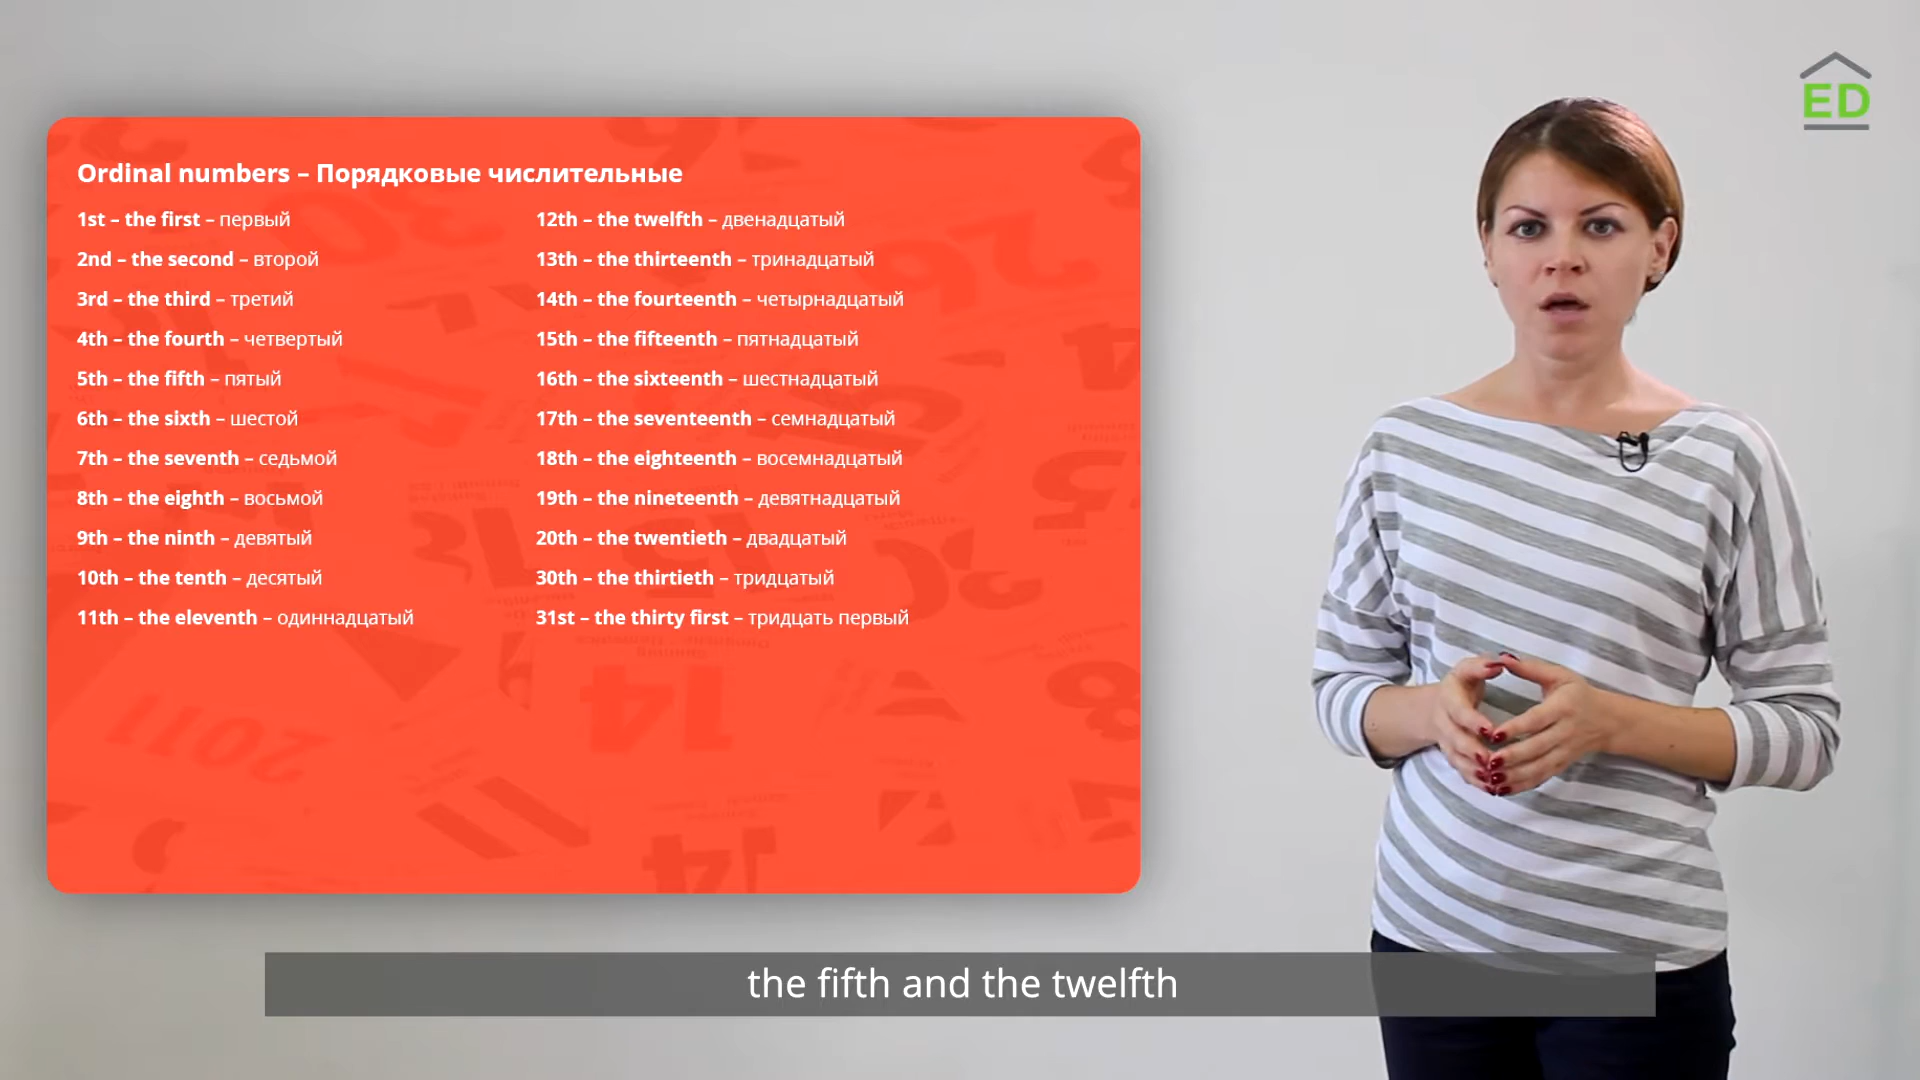 ED
Ordinal numbers – Порядковые числительные
1st – the first – первый
2nd – the second – второй
3rd – the third – третий
4th – the fourth – четвертый
5th – the fifth – пятый
6th – the sixth – шестой
7th – the seventh – седьмой
8th – the eighth – восьмой
9th – the ninth – девятый
10th – the tenth – десятый
11th – the eleventh – одиннадцатый
12th – the twelfth – двенадцатый
13th – the thirteenth – тринадцатый
14th – the fourteenth – четырнадцатый
15th – the fifteenth – пятнадцатый
16th – the sixteenth – шестнадцатый
17th – the seventeenth – семнадцатый
18th – the eighteenth – восемнадцатый
19th – the nineteenth – девятнадцатый
20th – the twentieth – двадцатый
30th – the thirtieth – тридцатый
31st – the thirty first – тридцать первый
2011
14
14
the fifth and the twelfth